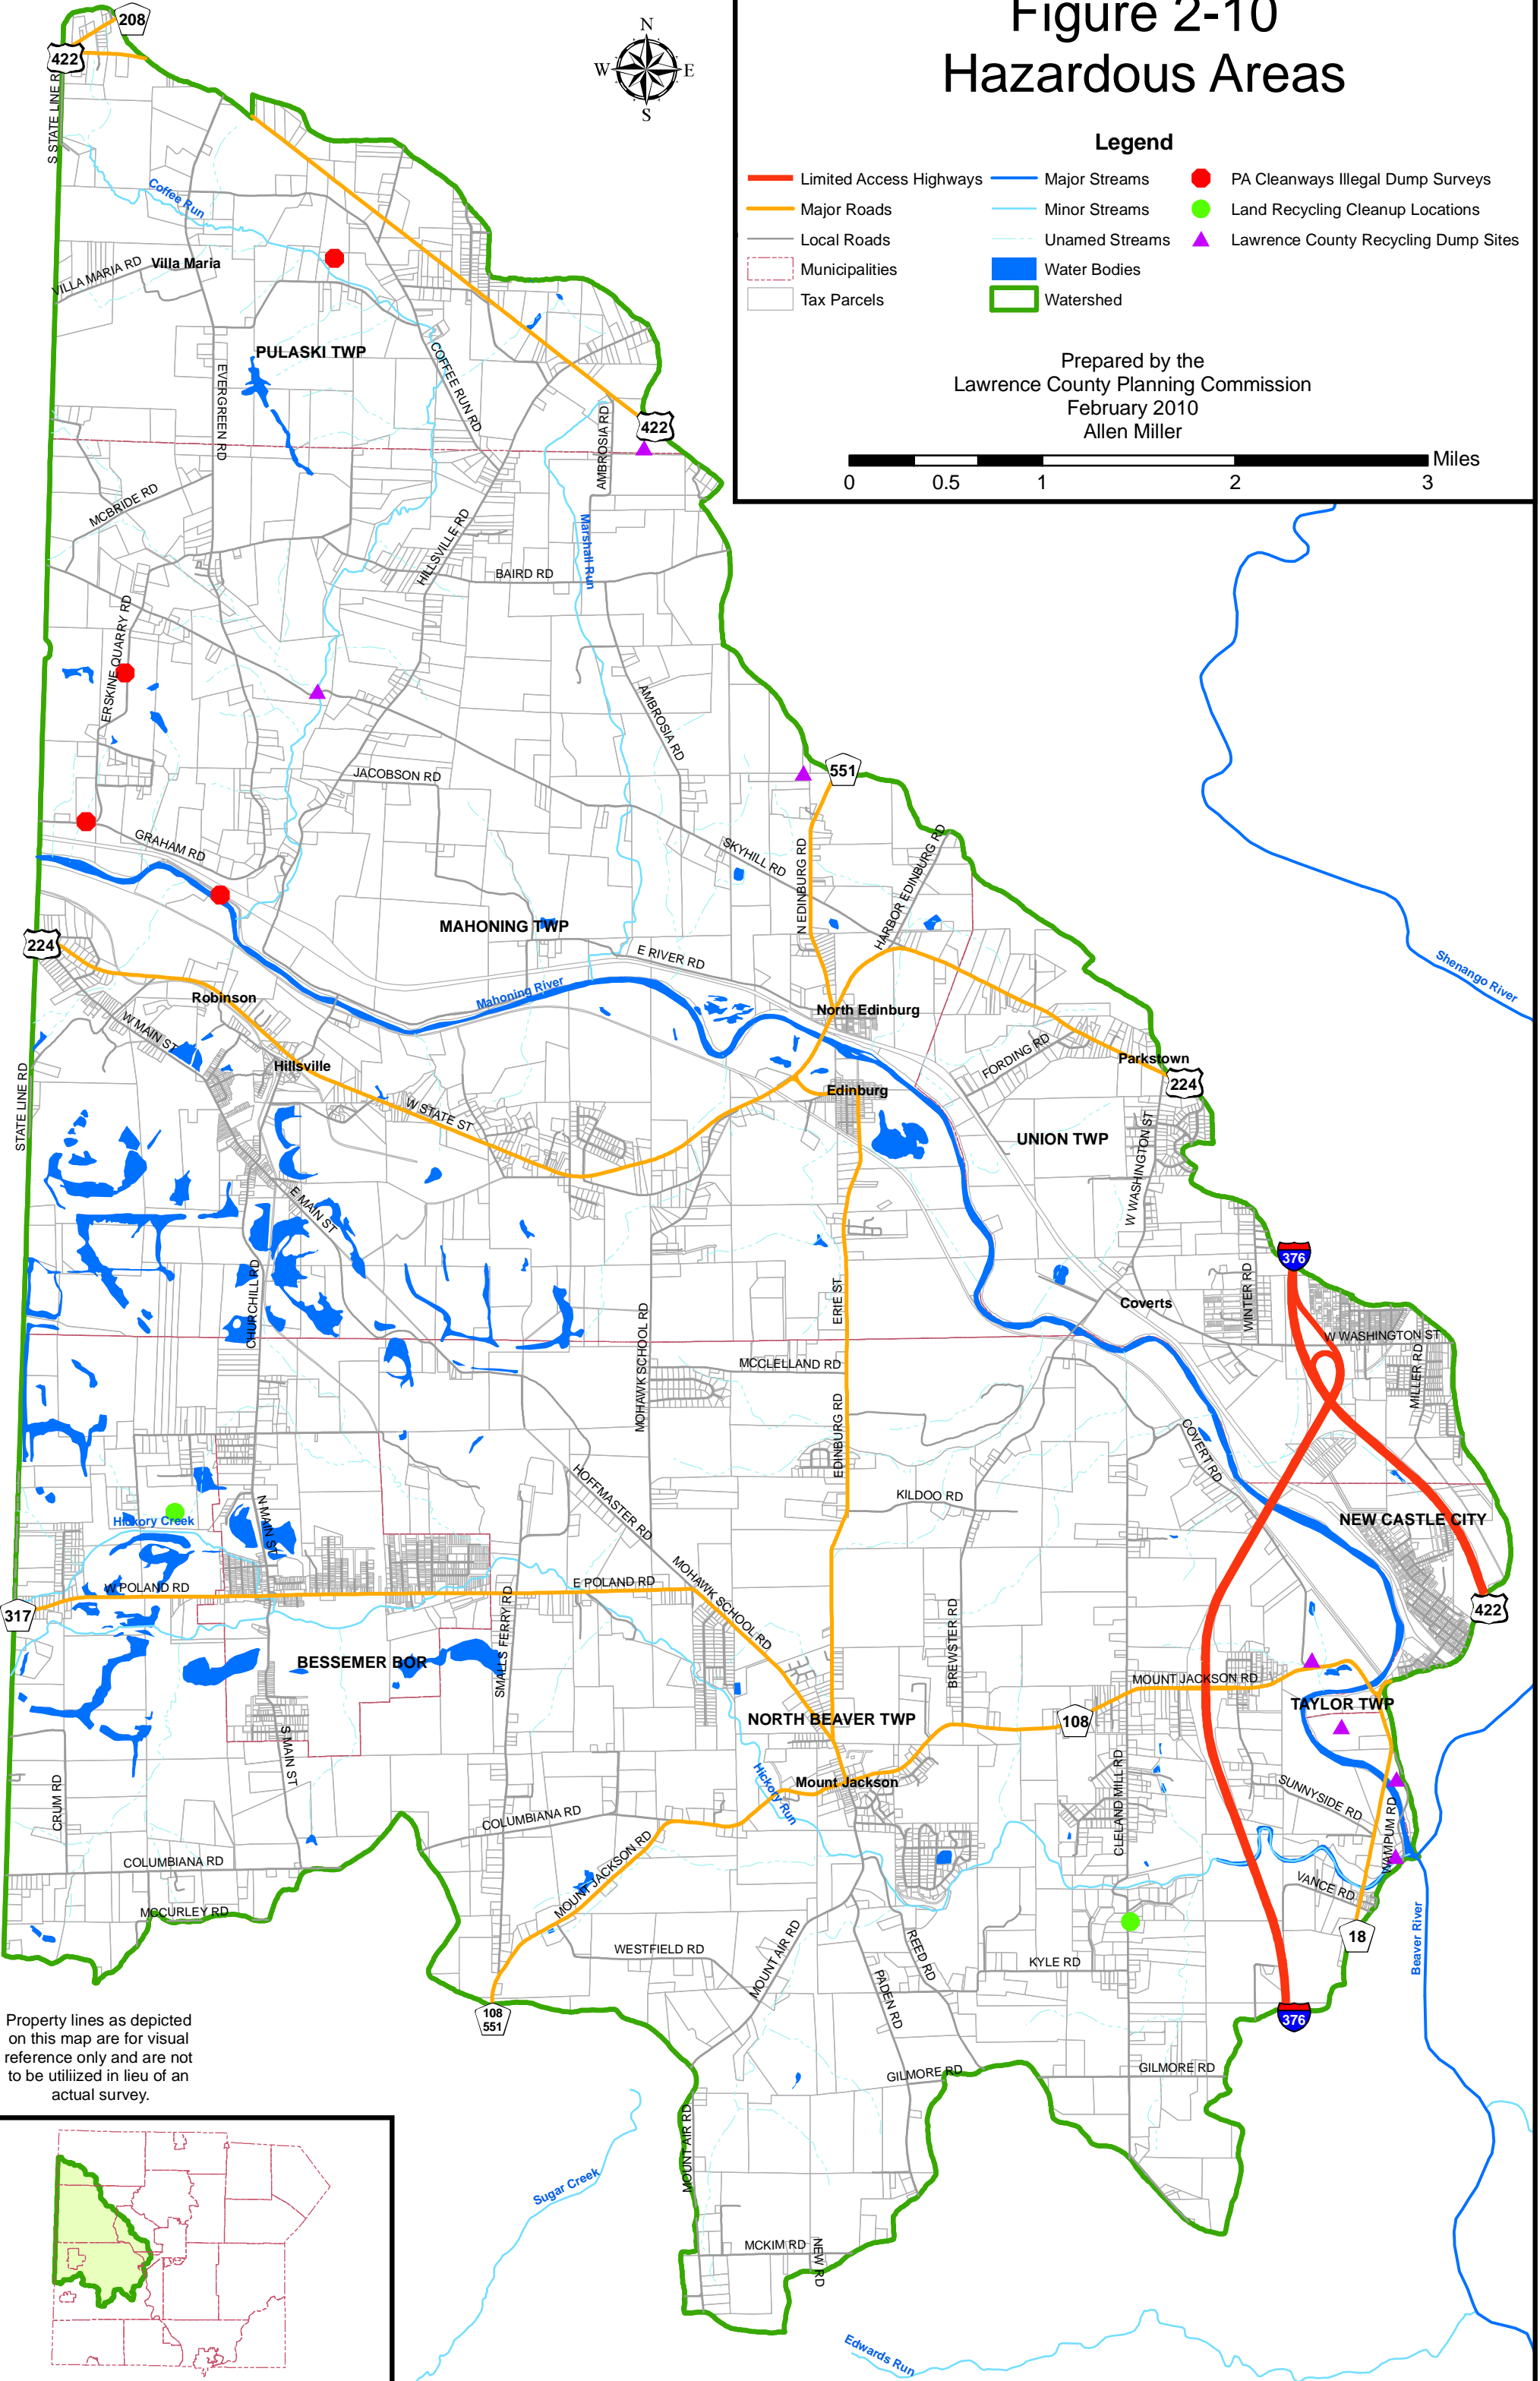 Figure 2-10
Hazardous Areas
Legend
Limited Access Highways
Major Roads
Local Roads
Municipalities
Tax Parcels
Major Streams
Minor Streams
Unamed Streams
Water Bodies
Watershed
PA Cleanways Illegal Dump Surveys
Land Recycling Cleanup Locations
Lawrence County Recycling Dump Sites
Prepared by the
Lawrence County Planning Commission
February 2010
Allen Miller
Miles
0 0.5 1 2 3
N
W E
S
208
422
S STATE LINE R
Coffee Run
VILLA MARIA RD
Villa Maria
PULASKI TWP
EVERGREEN RD
COFFEE RUN RD
422
AMBROSIA RD
MCBRIDE RD
HILLSVILLE RD
Marshall Run
BAIRD RD
ERSKINE QUARRY RD
AMBROSIA RD
JACOBSON RD
551
GRAHAM RD
SKYHILL RD
N EDINBURG RD
HARBOR EDINBURG RD
MAHONING TWP
224
E RIVER RD
Shenango River
Robinson
Mahoning River
North Edinburg
W MAIN ST
Hillsville
FORDING RD
Parkstown
224
STATE LINE RD
W STATE ST
Edinburg
UNION TWP
W WASHINGTON ST
E MAIN ST
376
CHURCHILL RD
MOHAWK SCHOOL RD
ERIE ST
Coverts
WINTER RD
W WASHINGTON ST
MCCLELLAND RD
MILLER RD
EDINBURG RD
COVERT RD
HOFFMASTER RD
KILDOO RD
N MAIN ST
Hickory Creek
NEW CASTLE CITY
W POLAND RD
E POLAND RD
MOHAWK SCHOOL RD
317
422
SMALLS FERRY RD
BREWSTER RD
BESSEMER BOR
MOUNT JACKSON RD
TAYLOR TWP
NORTH BEAVER TWP
108
S MAIN ST
Hickory Run
Mount Jackson
CRUM RD
CLELAND MILL RD
SUNNYSIDE RD
WAMPUM RD
COLUMBIANA RD
MOUNT JACKSON RD
COLUMBIANA RD
VANCE RD
MCCURLEY RD
18
Beaver River
WESTFIELD RD
MOUNT AIR RD
REED RD
PADEN RD
KYLE RD
108
551
376
GILMORE RD
GILMORE RD
Property lines as depicted
on this map are for visual
reference only and are not
to be utiliized in lieu of an
actual survey.
MOUNT AIR RD
Sugar Creek
MCKIM RD
NEW RD
Edwards Run